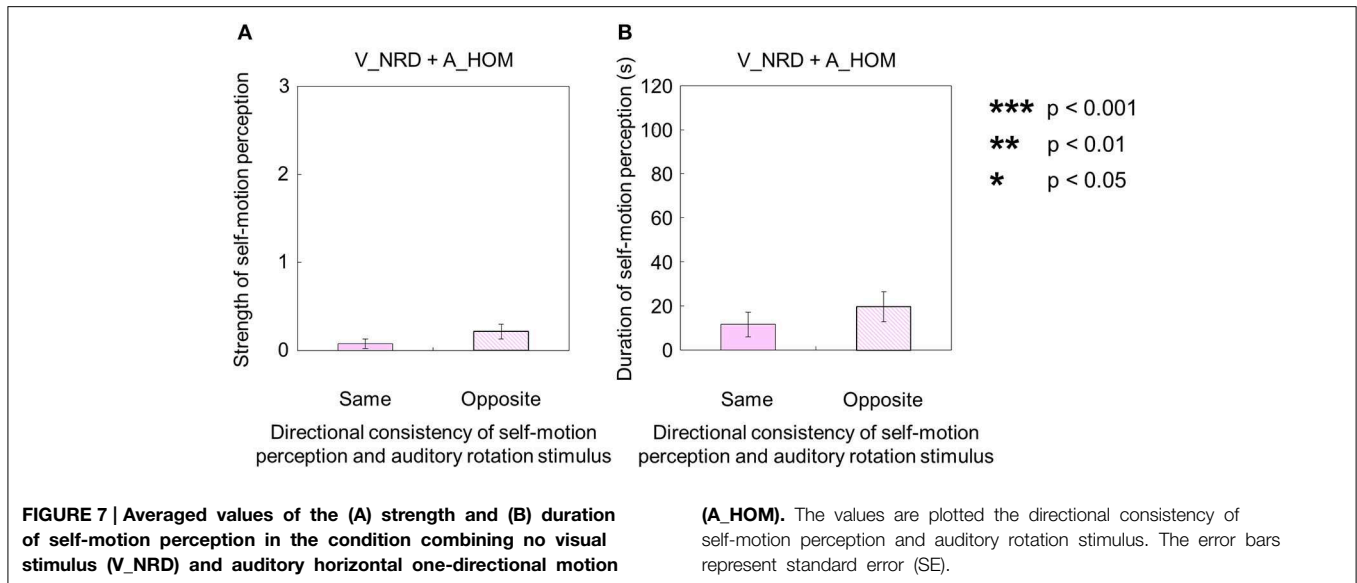 A
V_NRD + A_HOM
Strength of self-motion perception
3
2
1
0
Same Opposite
Directional consistency of self-motion
perception and auditory rotation stimulus
B
V_NRD + A_HOM
Duration of self-motion perception (s)
120
100
80
60
40
20
0
Same Opposite
Directional consistency of self-motion
perception and auditory rotation stimulus
*** p < 0.001
** p < 0.01
* p < 0.05
FIGURE 7 | Averaged values of the (A) strength and (B) duration
of self-motion perception in the condition combining no visual
stimulus (V_NRD) and auditory horizontal one-directional motion
(A_HOM). The values are plotted the directional consistency of
self-motion perception and auditory rotation stimulus. The error bars
represent standard error (SE).